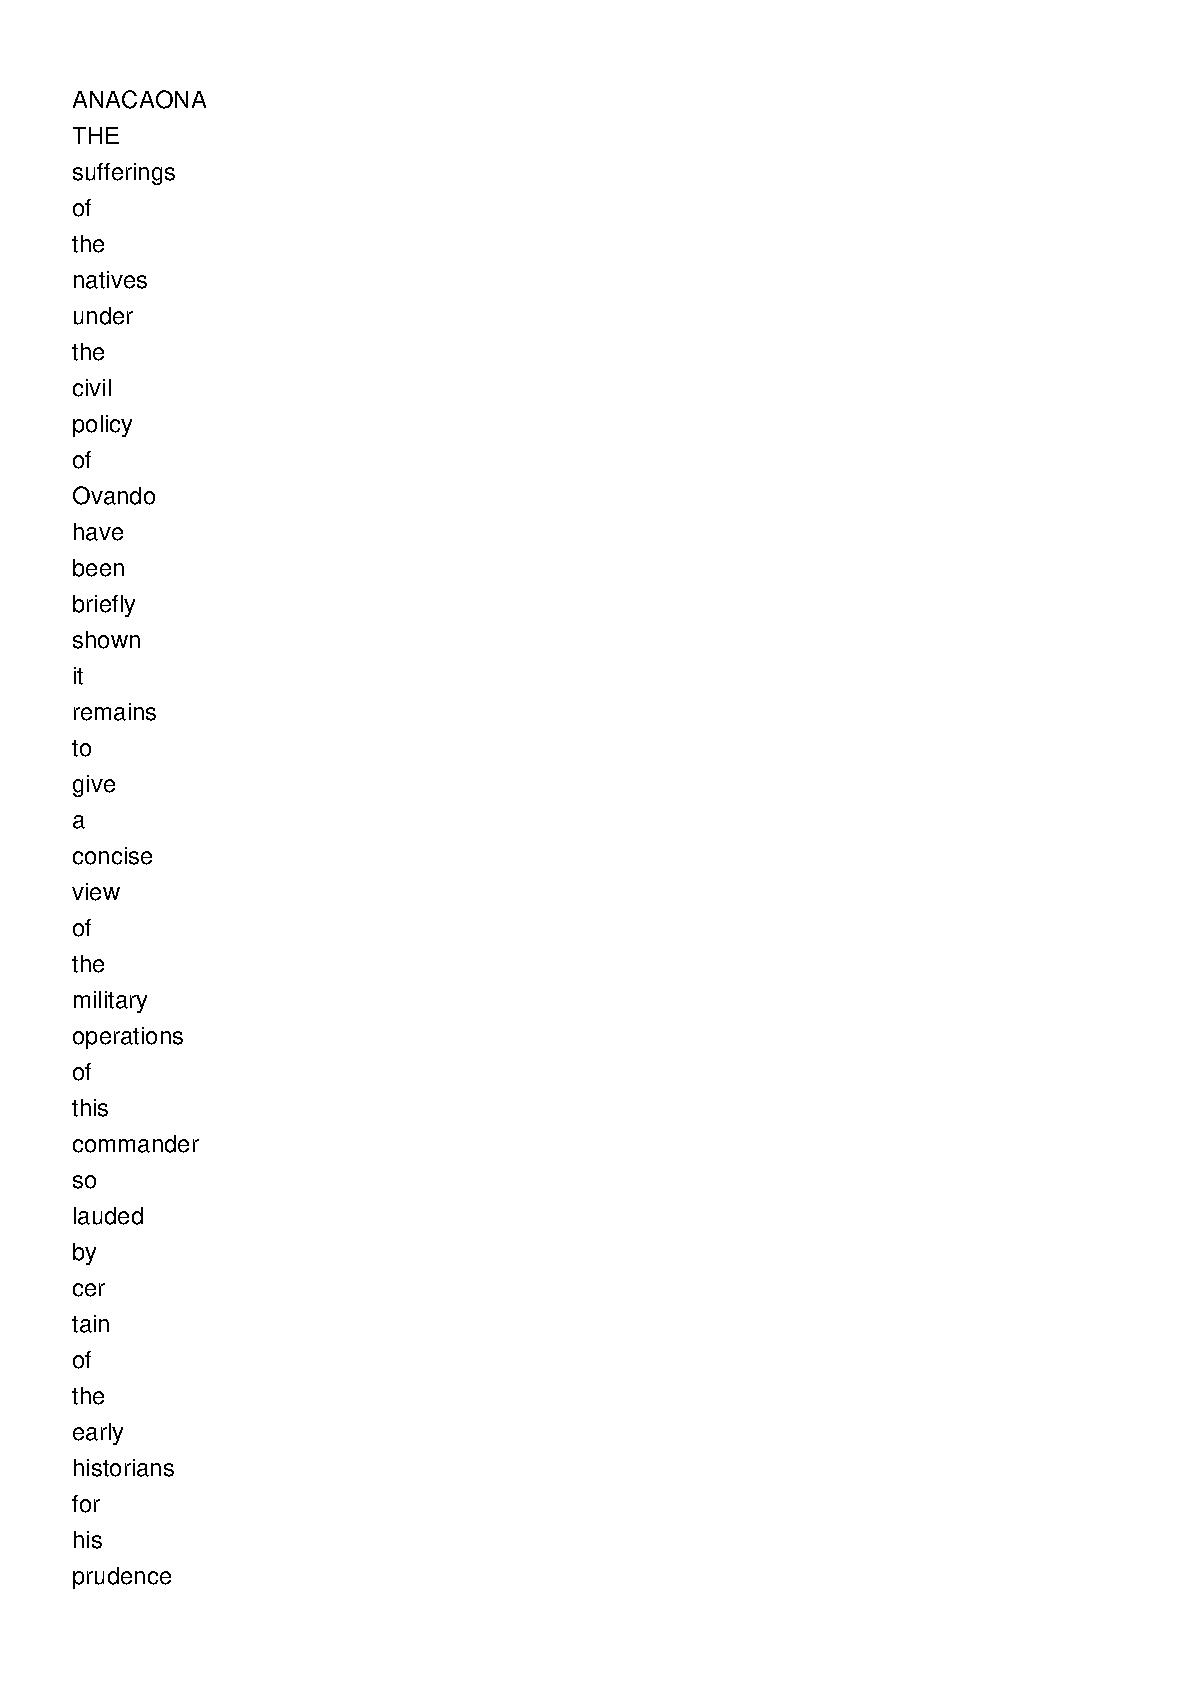 ANACAONA
THE
sufferings
of
the
natives
under
the
civil
policy
of
Ovando
have
been
briefly
shown
it
remains
to
give
a
concise
view
of
the
military
operations
of
this
commander
so
lauded
by
cer
tain
of
the
early
historians
for
his
prudence